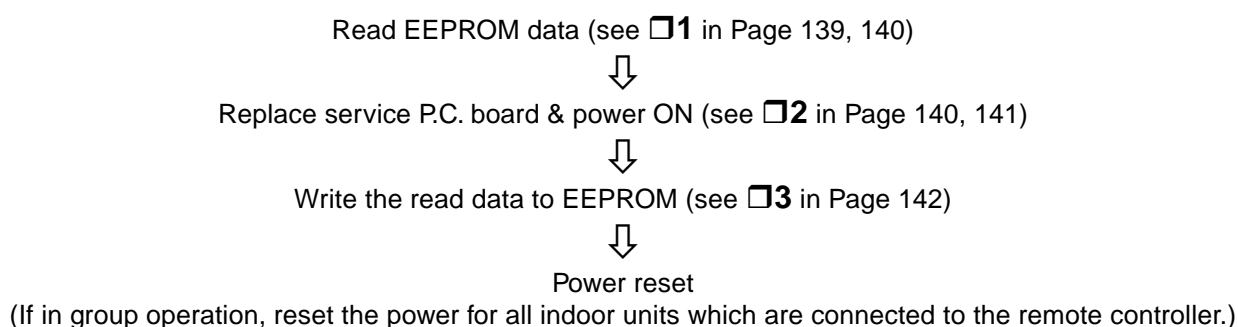 Read EEPROM data (see ❒1 in Page 139, 140)
⇩
Replace service P.C. board & power ON (see ❒2 in Page 140, 141)
⇩
Write the read data to EEPROM (see ❒3 in Page 142)
⇩
Power reset
(If in group operation, reset the power for all indoor units which are connected to the remote controller.)